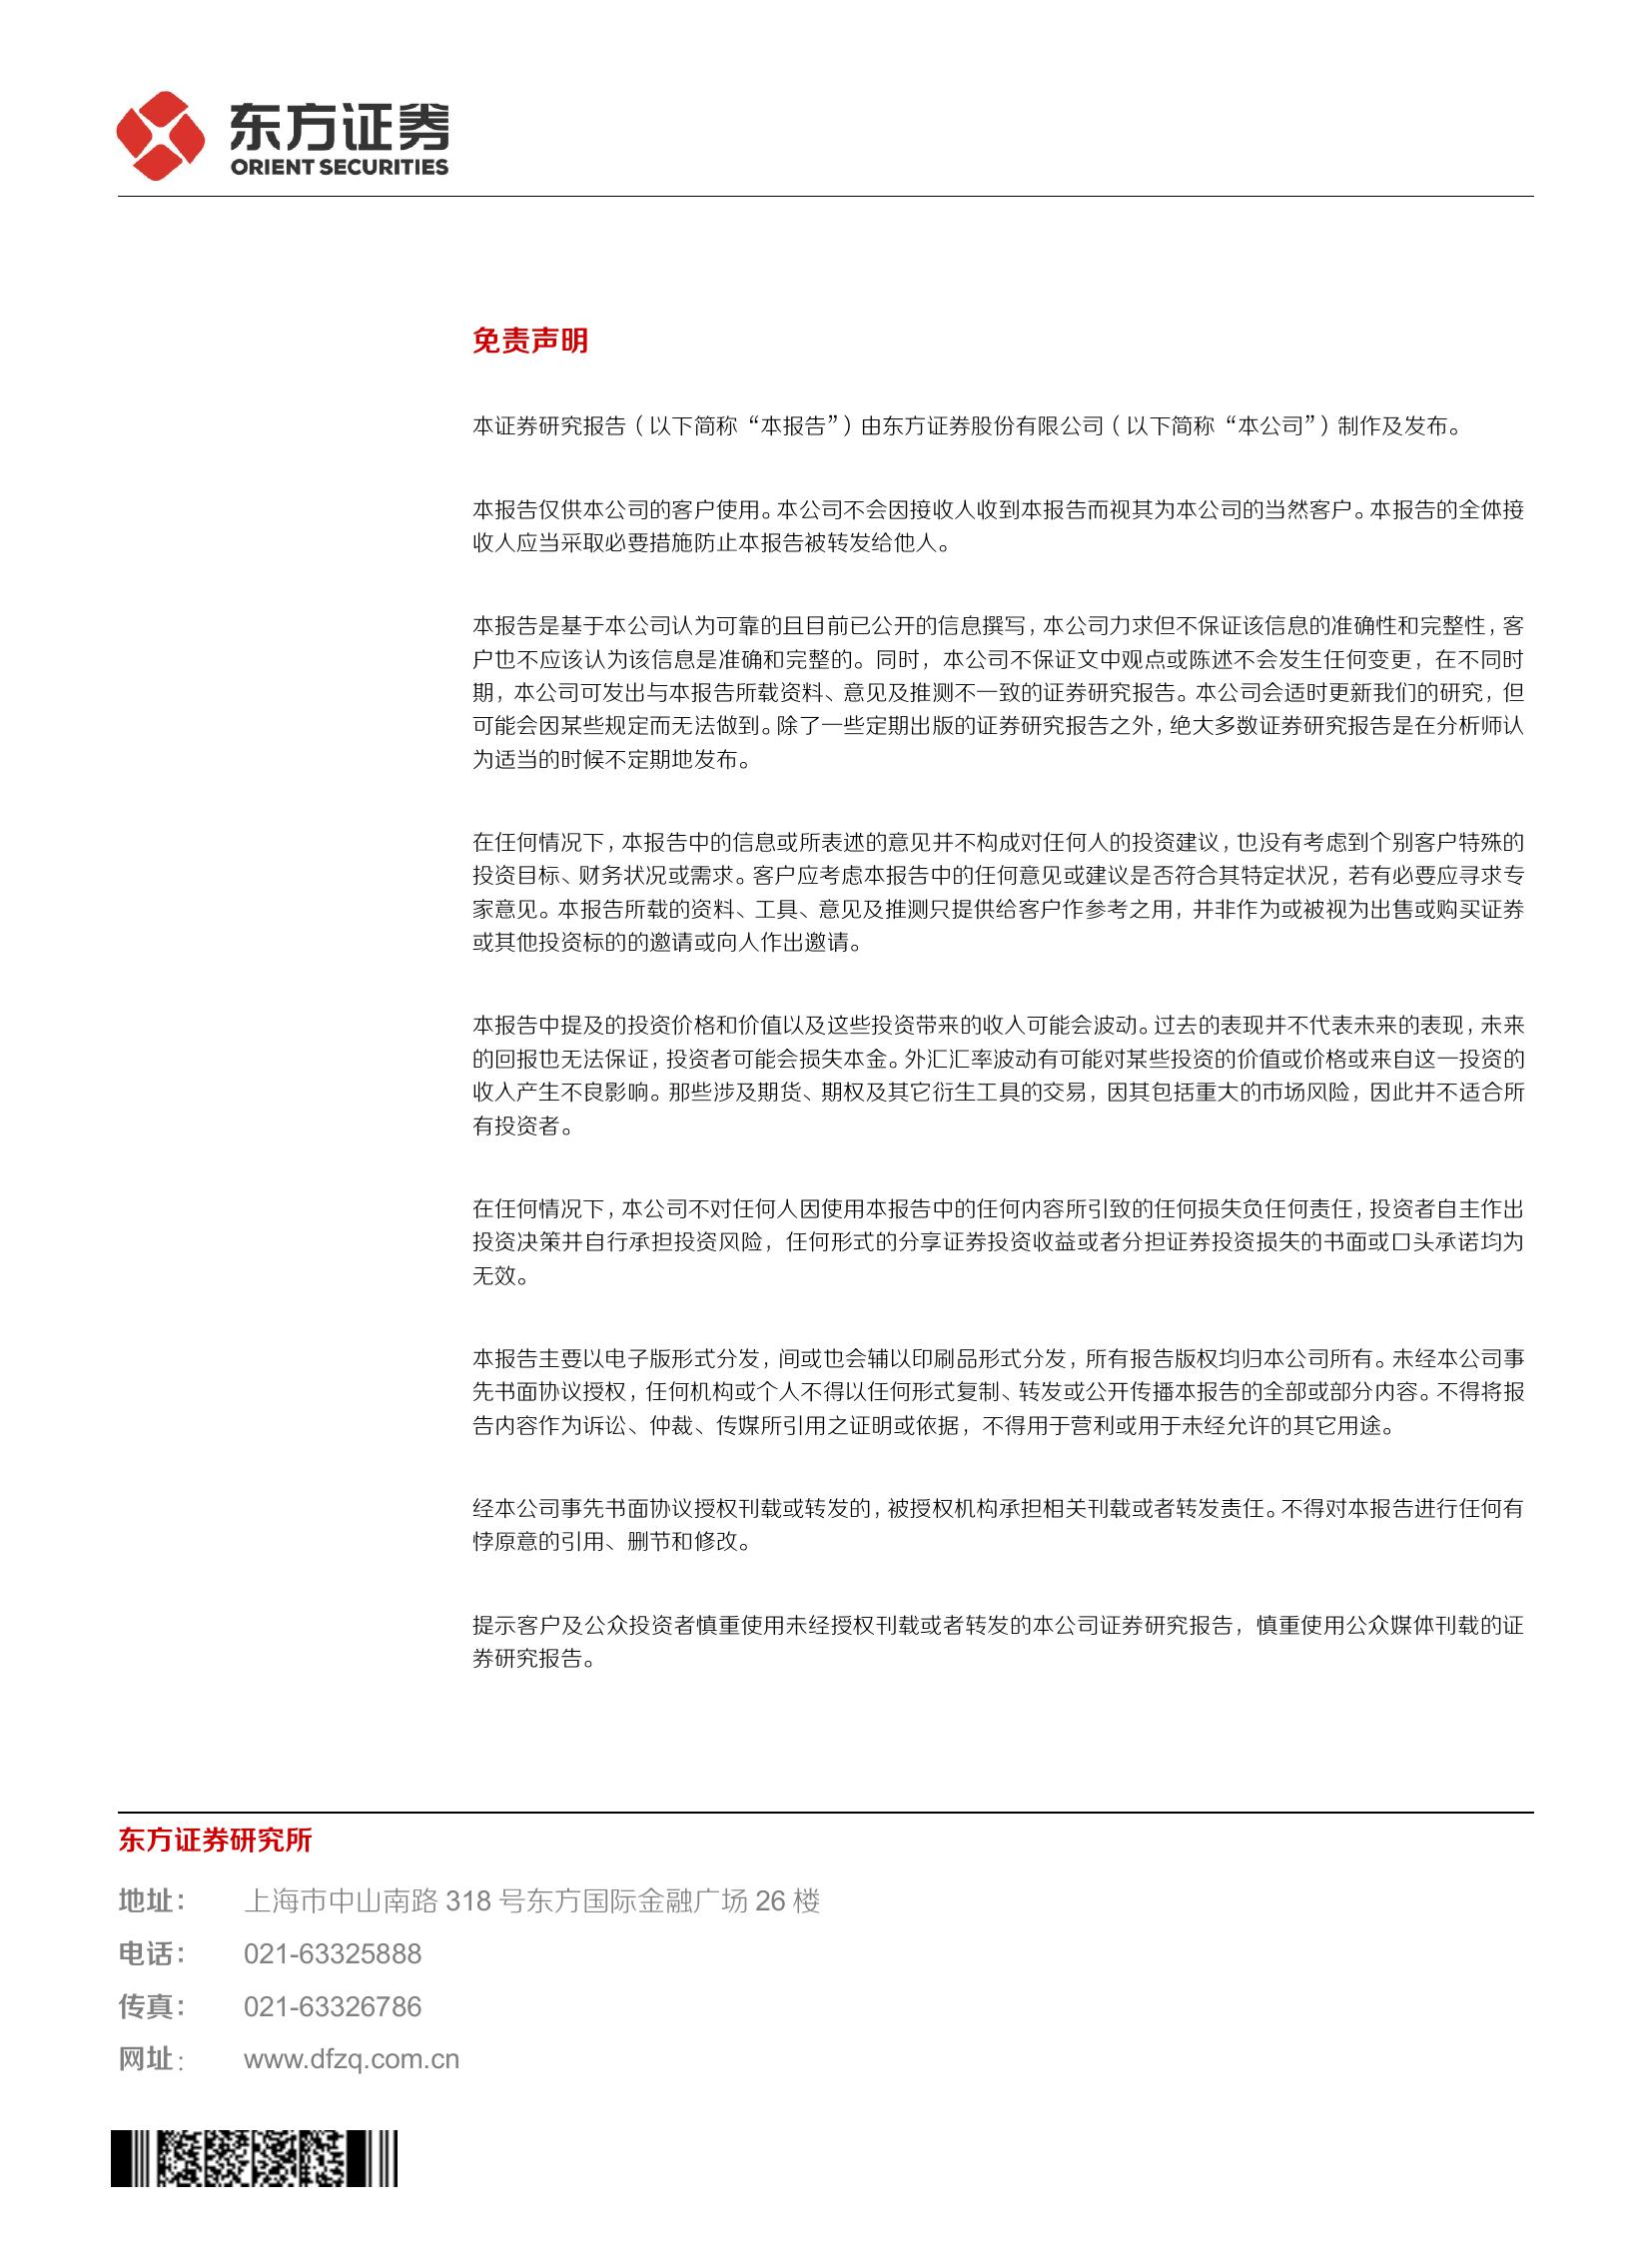 东方证券
ORIENT SECURITIES
免责声明
本证券研究报告（以下简称“本报告”）由东方证券股份有限公司（以下简称“本公司”）制作及发布。
本报告仅供本公司的客户使用。本公司不会因接收人收到本报告而视其为本公司的当然客户。本报告的全体接
收人应当采取必要措施防止本报告被转发给他人。
本报告是基于本公司认为可靠的且目前已公开的信息撰写，本公司力求但不保证该信息的准确性和完整性，客
户也不应该认为该信息是准确和完整的。同时，本公司不保证文中观点或陈述不会发生任何变更，在不同时
期，本公司可发出与本报告所载资料、意见及推测不一致的证券研究报告。本公司会适时更新我们的研究，但
可能会因某些规定而无法做到。除了一些定期出版的证券研究报告之外，绝大多数证券研究报告是在分析师认
为适当的时候不定期地发布。
在任何情况下，本报告中的信息或所表述的意见并不构成对任何人的投资建议，也没有考虑到个别客户特殊的
投资目标、财务状况或需求。客户应考虑本报告中的任何意见或建议是否符合其特定状况，若有必要应寻求专
家意见。本报告所载的资料、工具、意见及推测只提供给客户作参考之用，并非作为或被视为出售或购买证券
或其他投资标的的邀请或向人作出邀请。
本报告中提及的投资价格和价值以及这些投资带来的收入可能会波动。过去的表现并不代表未来的表现，未来
的回报也无法保证，投资者可能会损失本金。外汇汇率波动有可能对某些投资的价值或价格或来自这一投资的
收入产生不良影响。那些涉及期货、期权及其它衍生工具的交易，因其包括重大的市场风险，因此并不适合所
有投资者。
在任何情况下，本公司不对任何人因使用本报告中的任何内容所引致的任何损失负任何责任，投资者自主作出
投资决策并自行承担投资风险，任何形式的分享证券投资收益或者分担证券投资损失的书面或口头承诺均为
无效。
本报告主要以电子版形式分发，间或也会辅以印刷品形式分发，所有报告版权均归本公司所有。未经本公司事
先书面协议授权，任何机构或个人不得以任何形式复制、转发或公开传播本报告的全部或部分内容。不得将报
告内容作为诉讼、仲裁、传媒所引用之证明或依据，不得用于营利或用于未经允许的其它用途。
经本公司事先书面协议授权刊载或转发的，被授权机构承担相关刊载或者转发责任。不得对本报告进行任何有
悖原意的引用、删节和修改。
提示客户及公众投资者慎重使用未经授权刊载或者转发的本公司证券研究报告，慎重使用公众媒体刊载的证
券研究报告。
东方证券研究所
地址： 上海市中山南路 318 号东方国际金融广场 26 楼
电话： 021-63325888
传真： 021-63326786
网址： www.dfzq.com.cn